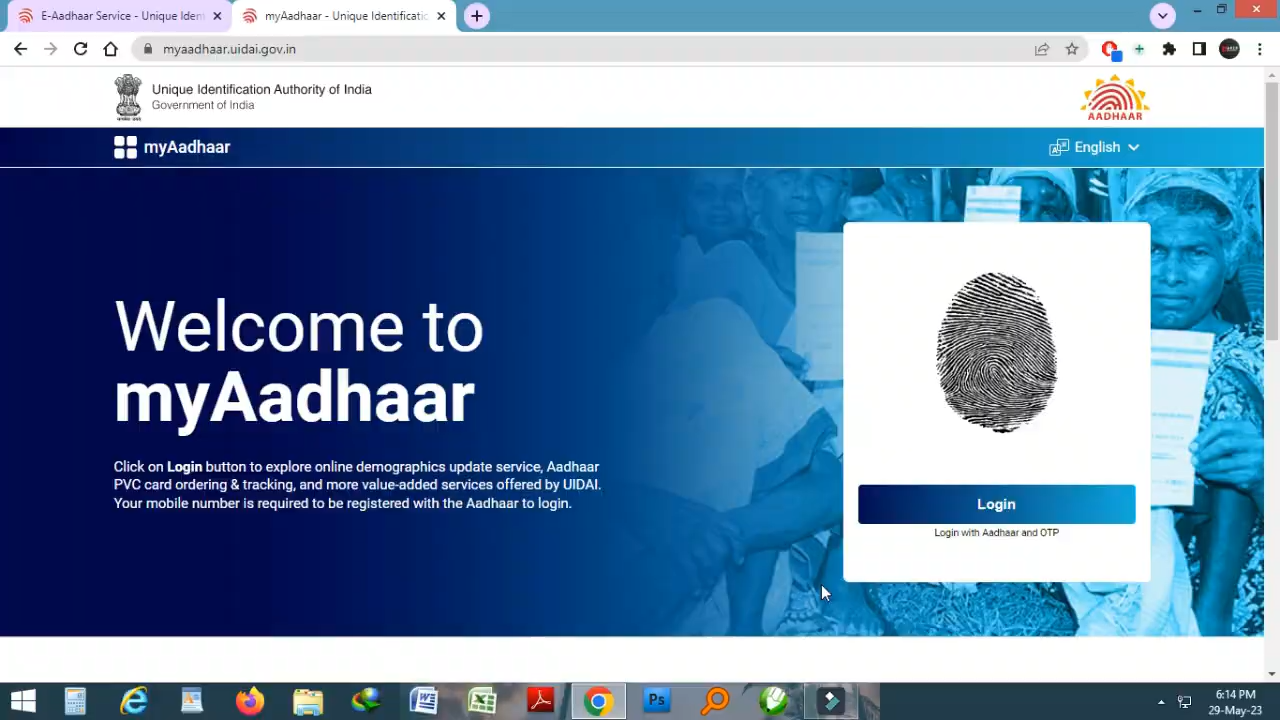 E-Aadhaar Service - Unique Iden
myAadhaar - Unique Identificatio
myaadhaar.uidai.gov.in
Unique Identification Authority of India
Government of India
AADHAAR
myAadhaar
English
Welcome to
myAadhaar
Click on Login button to explore online demographics update service, Aadhaar
PVC card ordering & tracking, and more value-added services offered by UIDAI.
Your mobile number is required to be registered with the Aadhaar to login.
Login
Login with Aadhaar and OTP
Ps
6:14 PM
29-May-23